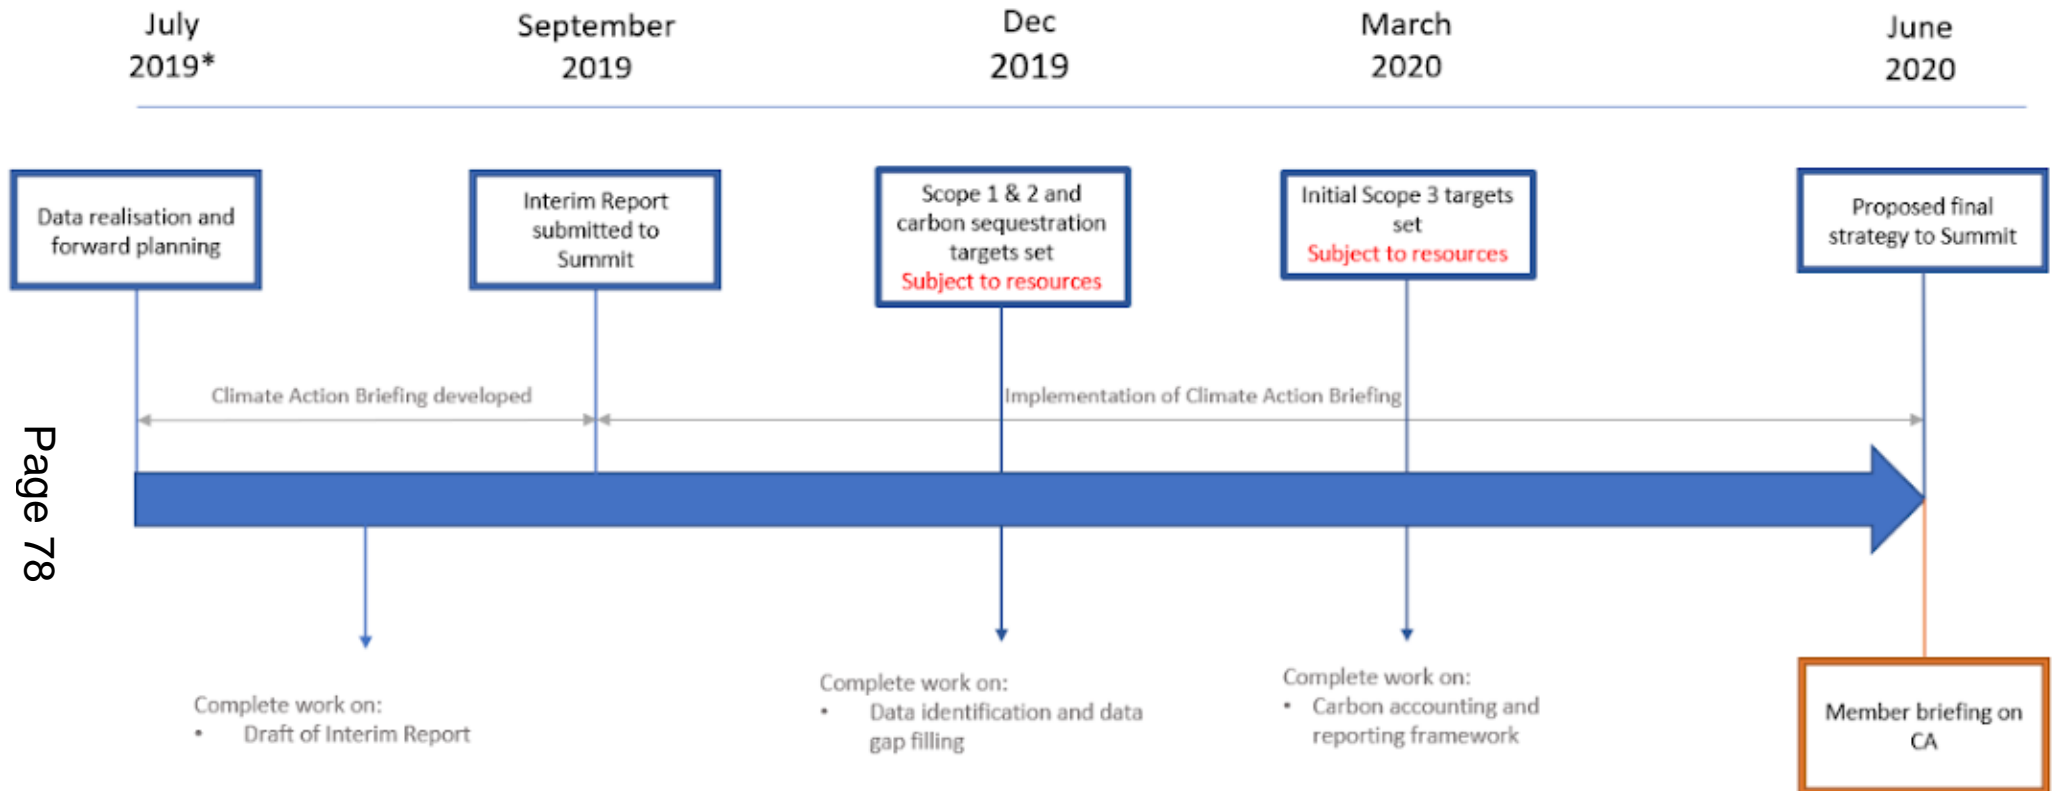 July
2019*
September
2019
Dec
2019
March
2020
June
2020
Data realisation and
forward planning
Interim Report
submitted to
Summit
Scope 1 & 2 and
carbon sequestration
targets set
Subject to resources
Initial Scope 3 targets
set
Subject to resources
Proposed final
strategy to Summit
Climate Action Briefing developed
Implementation of Climate Action Briefing
Page 78
Complete work on:
• Draft of Interim Report
Complete work on:
• Data identification and data
gap filling
Complete work on:
• Carbon accounting and
reporting framework
Member briefing on
CA